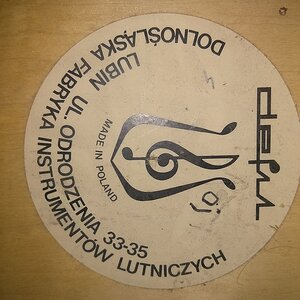 defil
DOLNOŚLĄSKA FABRYKA INSTRUMENTÓW LUTNICZYCH
LUBIN UL. ODRODZENIA 33-35
MADE IN POLAND